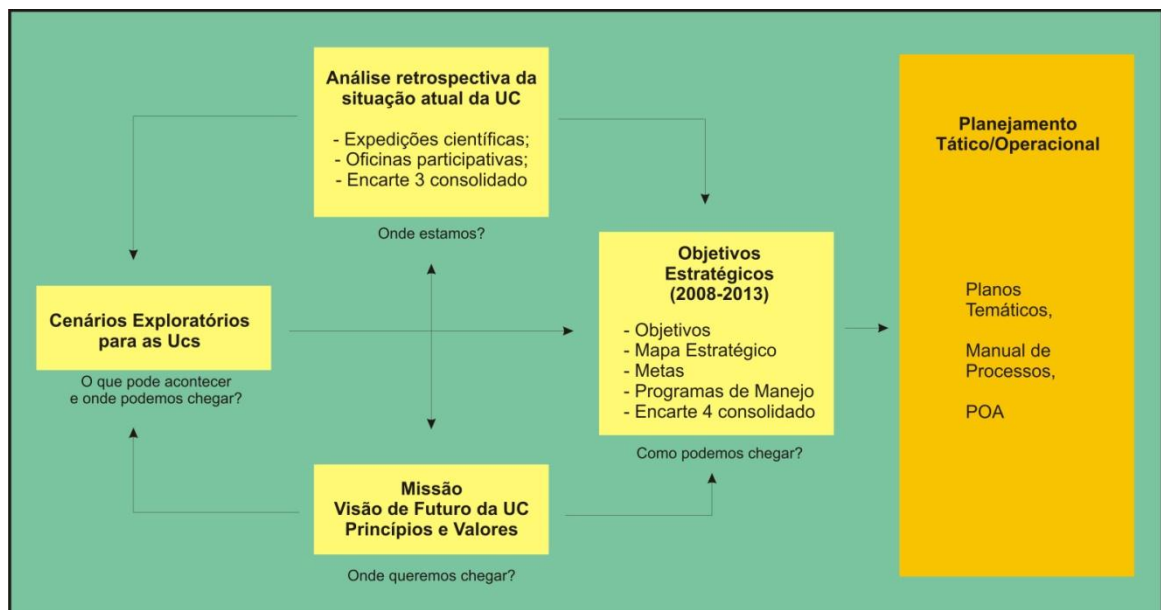 Análise retrospectiva da
situação atual da UC
- Expedições científicas;
- Oficinas participativas;
- Encarte 3 consolidado
Onde estamos?
Cenários Exploratórios
para as Ucs
O que pode acontecer
e onde podemos chegar?
Missão
Visão de Futuro da UC
Princípios e Valores
Onde queremos chegar?
Objetivos
Estratégicos
(2008-2013)
- Objetivos
- Mapa Estratégico
- Metas
- Programas de Manejo
- Encarte 4 consolidado
Como podemos chegar?
Planejamento
Tático/Operacional
Planos
Temáticos,
Manual de
Processos,
POA